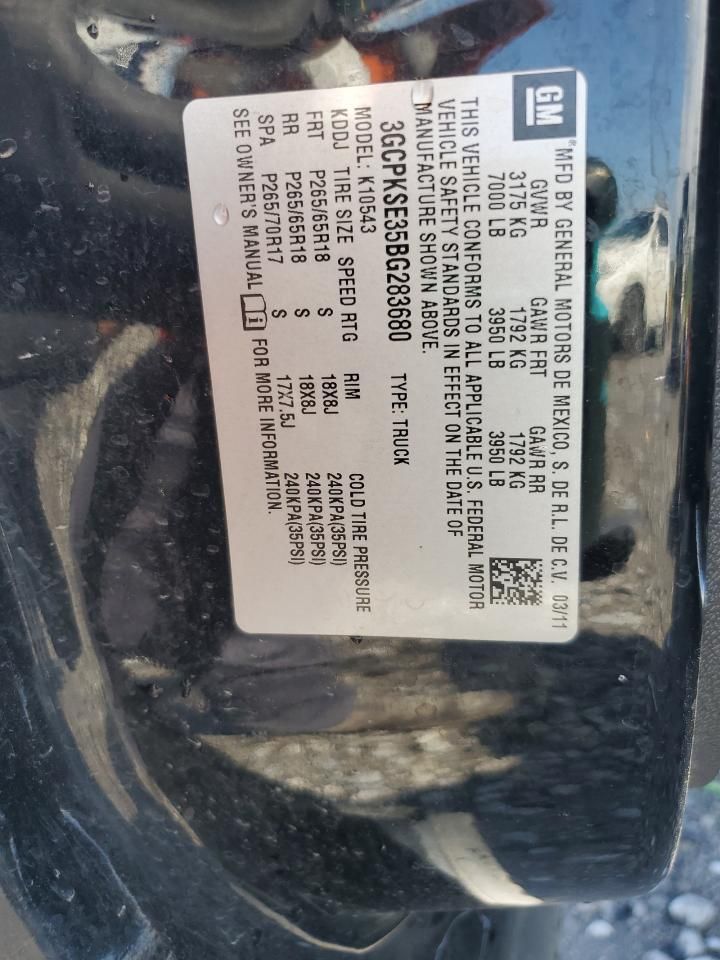 GM
® MFD BY GENERAL MOTORS DE MEXICO, S. DE R.L. DE C.V. 03/11
GVWR GAWR FRT GAWR RR
3175 KG 1792 KG 1792 KG
7000 LB 3950 LB 3950 LB
THIS VEHICLE CONFORMS TO ALL APPLICABLE U.S. FEDERAL MOTOR
VEHICLE SAFETY STANDARDS IN EFFECT ON THE DATE OF
MANUFACTURE SHOWN ABOVE.
3GCPKSE35BG283680 TYPE: TRUCK
MODEL: K10543
KDDJ TIRE SIZE SPEED RTG RIM COLD TIRE PRESSURE
FRT P265/65R18 S 18X8J 240KPA(35PSI)
RR P265/65R18 S 18X8J 240KPA(35PSI)
SPA P265/70R17 S 17X7.5J 240KPA(35PSI)
SEE OWNER'S MANUAL i FOR MORE INFORMATION.